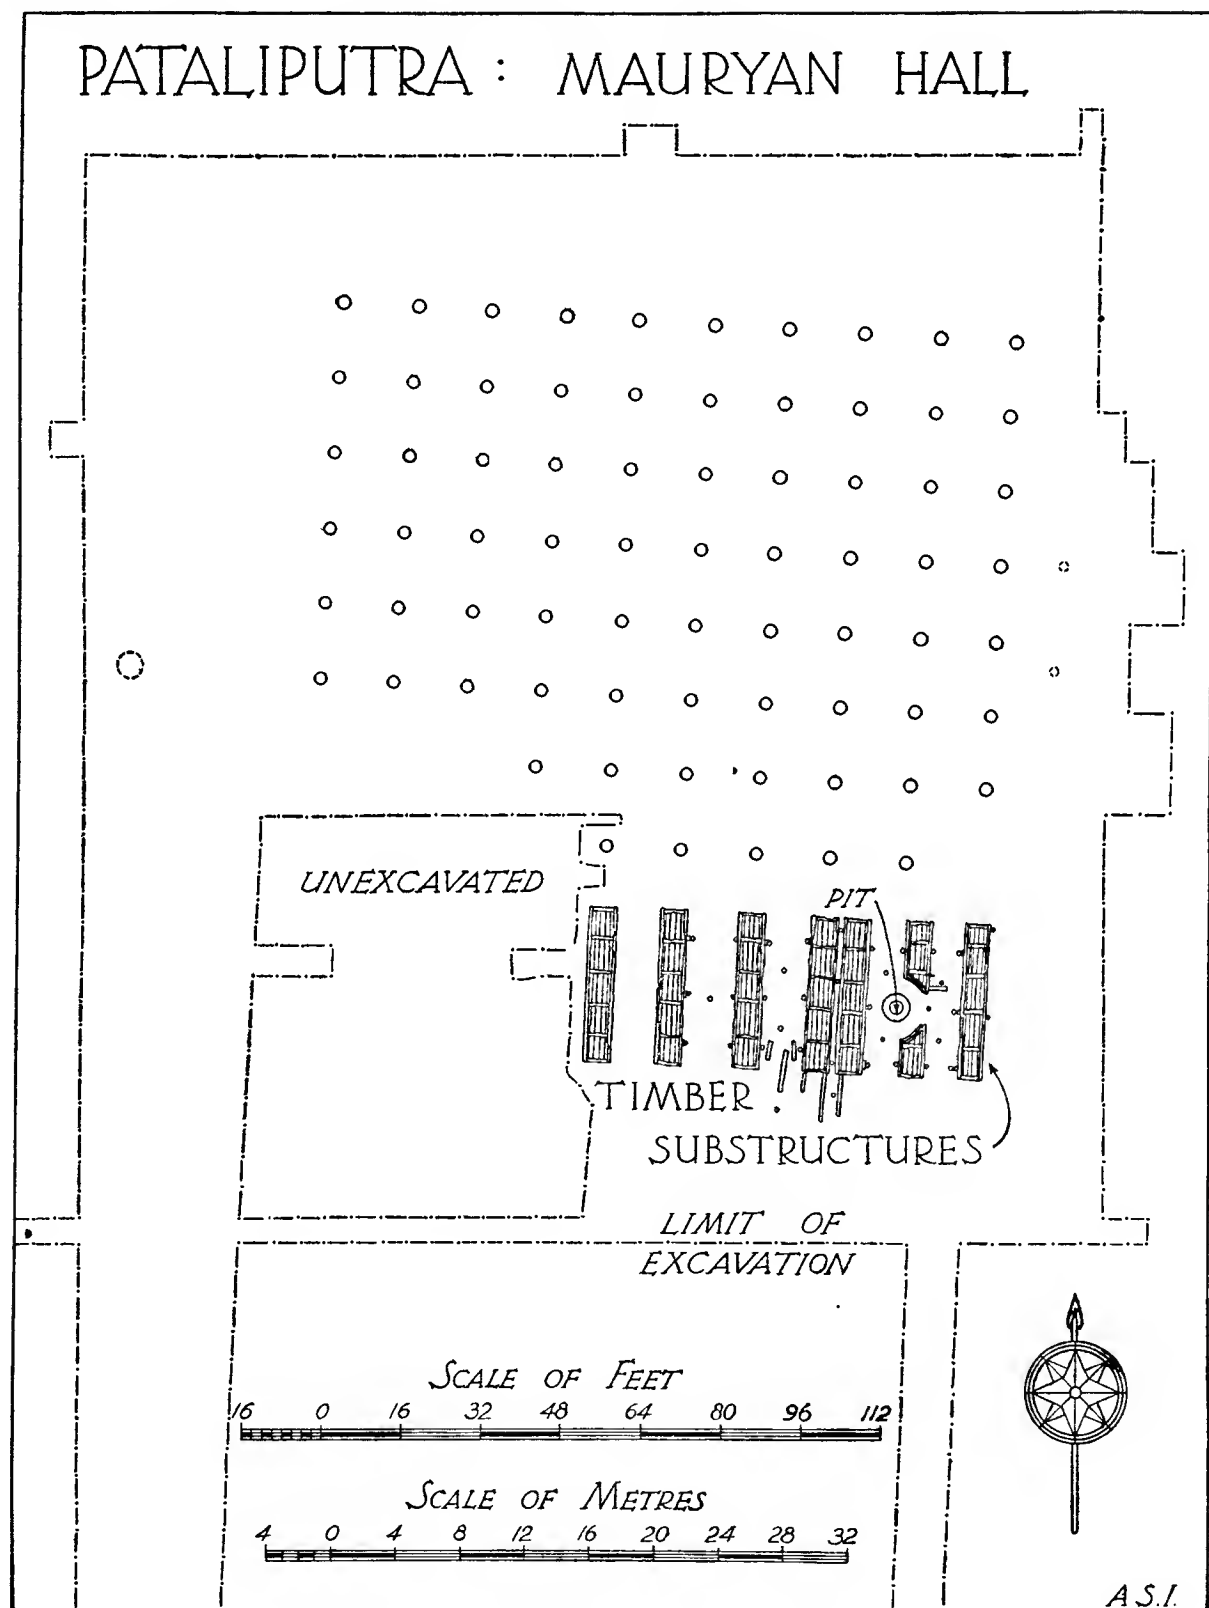 PATALIPUTRA: MAURYAN HALL
UNEXCAVATED
PIT
TIMBER
SUBSTRUCTURES
LIMIT OF
EXCAVATION
SCALE OF FEET
16 0 16 32 48 64 80 96 112
SCALE OF METRES
4 0 4 8 12 16 20 24 28 32
A.S.I.